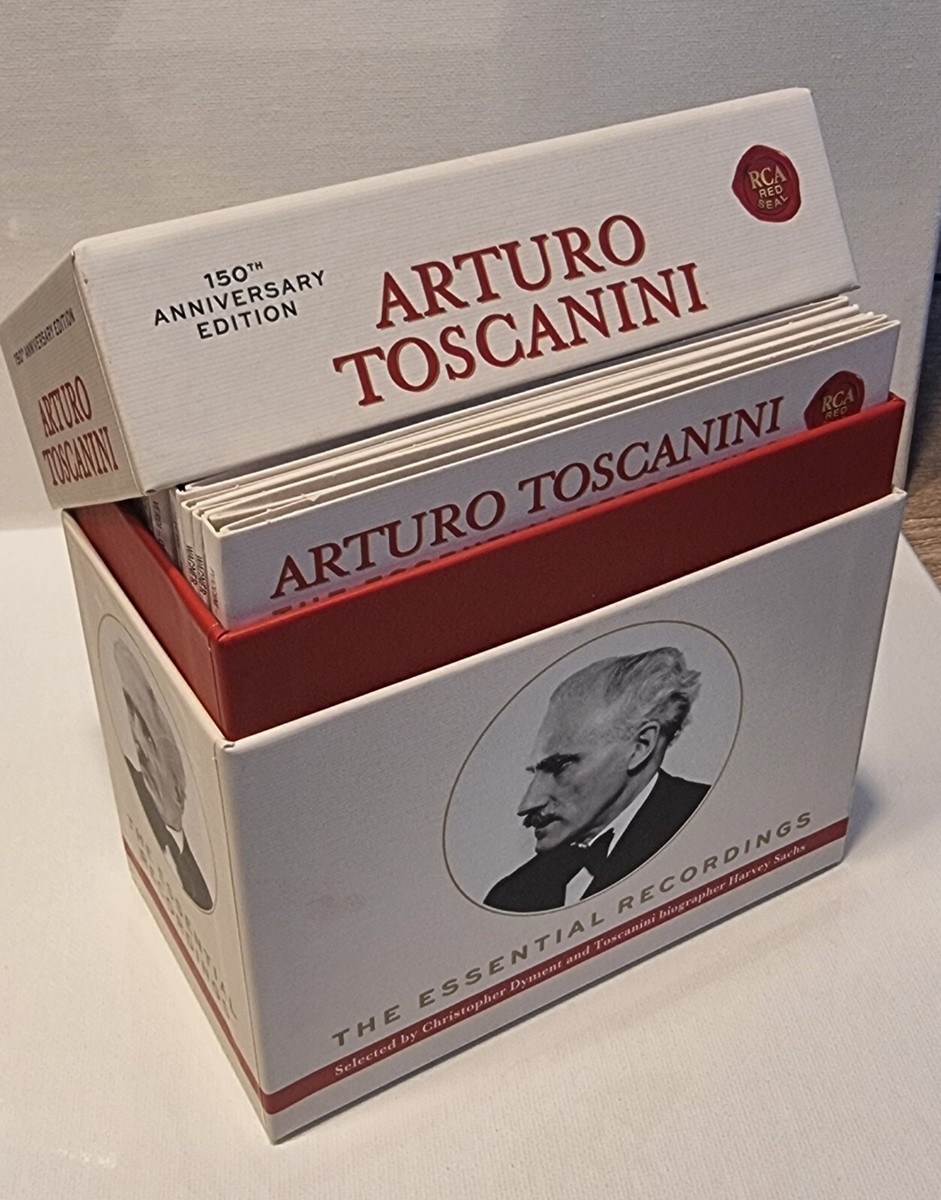 150TH
ANNIVERSARY
EDITION
ARTURO
TOSCANINI
RCA
RED
SEAL
150TH ANNIVERSARY EDITION
ARTURO
TOSCANINI
ARTURO TOSCANINI
RCA
RED
THE ESSENTIAL RECORDINGS
Selected by Christopher Dyment and Toscanini biographer Harvey Sachs